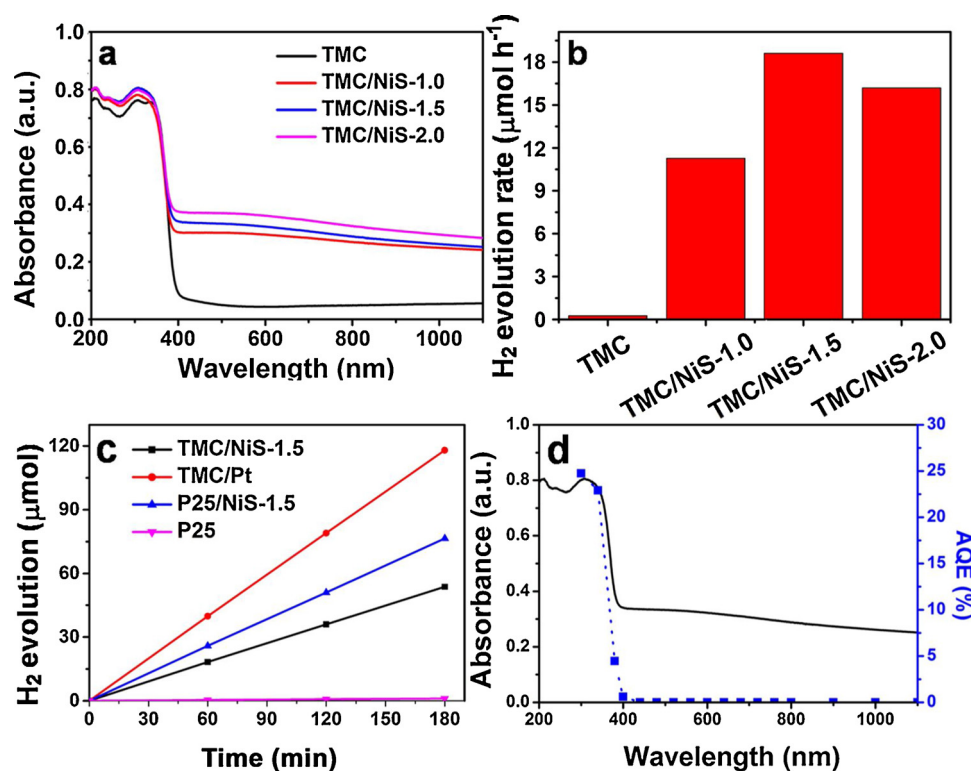 a
TMC
TMC/NiS-1.0
TMC/NiS-1.5
TMC/NiS-2.0
1.0
0.8
0.6
0.4
0.2
0.0
Absorbance (a.u.)
200 400 600 800 1000
Wavelength (nm)
b
18
15
12
9
6
3
0
H2 evolution rate (μmol h-1)
TMC
TMC/NiS-1.0
TMC/NiS-1.5
TMC/NiS-2.0
c
TMC/NiS-1.5
TMC/Pt
P25/NiS-1.5
P25
120
90
60
30
0
H2 evolution (μmol)
0 30 60 90 120 150 180
Time (min)
d
1.0
0.8
0.6
0.4
0.2
0.0
Absorbance (a.u.)
30
25
20
15
10
5
0
AQE (%)
200 400 600 800 1000
Wavelength (nm)